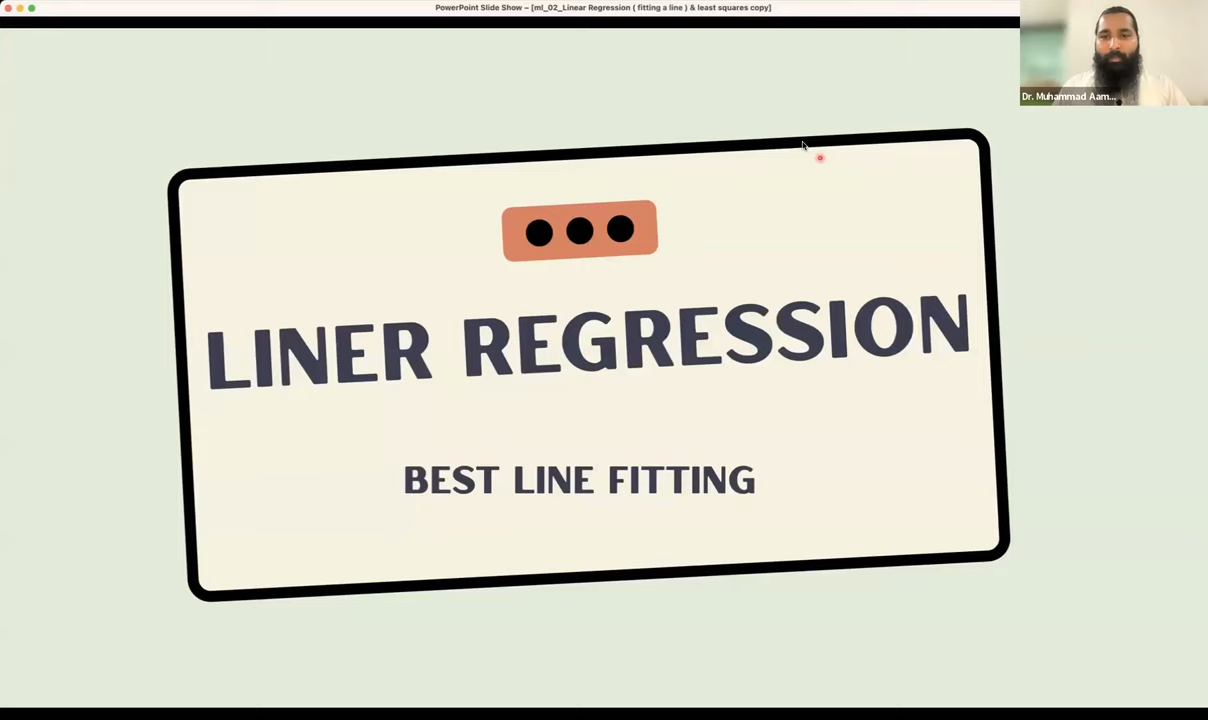 PowerPoint Slide Show – [ml_02_Linear Regression ( fitting a line ) & least squares copy]
Dr. Muhammad Aam...
LINER REGRESSION
BEST LINE FITTING